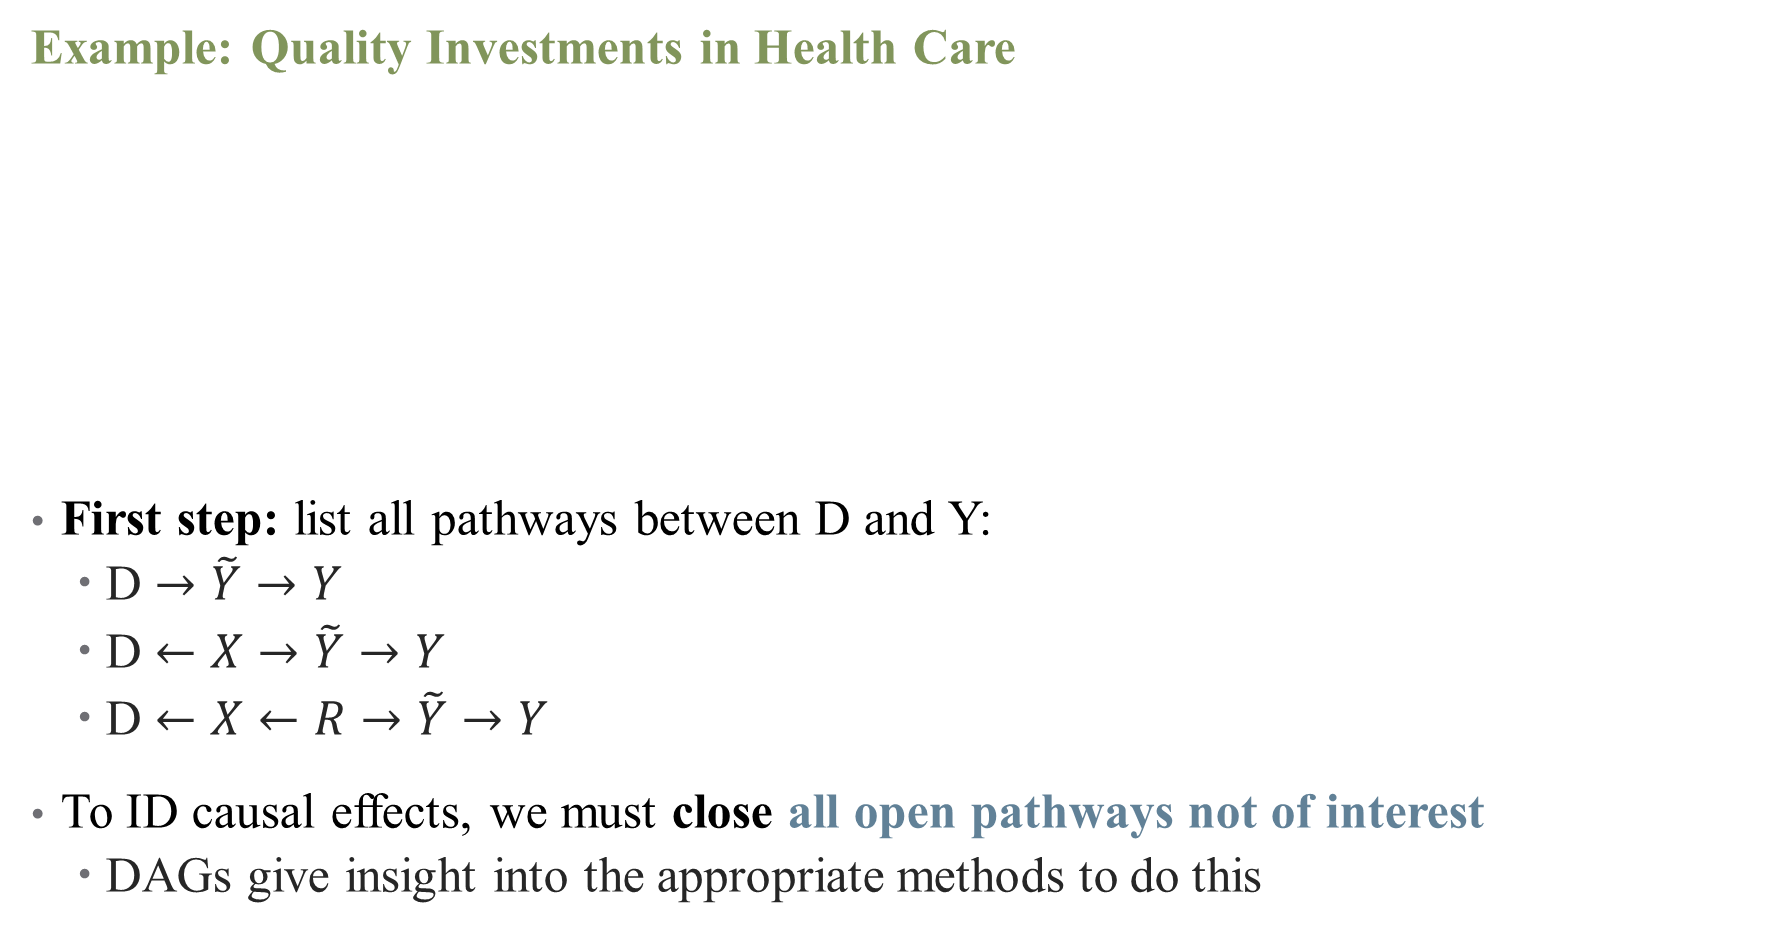 Example: Quality Investments in Health Care
• First step: list all pathways between D and Y:
• D → Ỹ → Y
• D ← X → Ỹ → Y
• D ← X ← R → Ỹ → Y
• To ID causal effects, we must close all open pathways not of interest
• DAGs give insight into the appropriate methods to do this